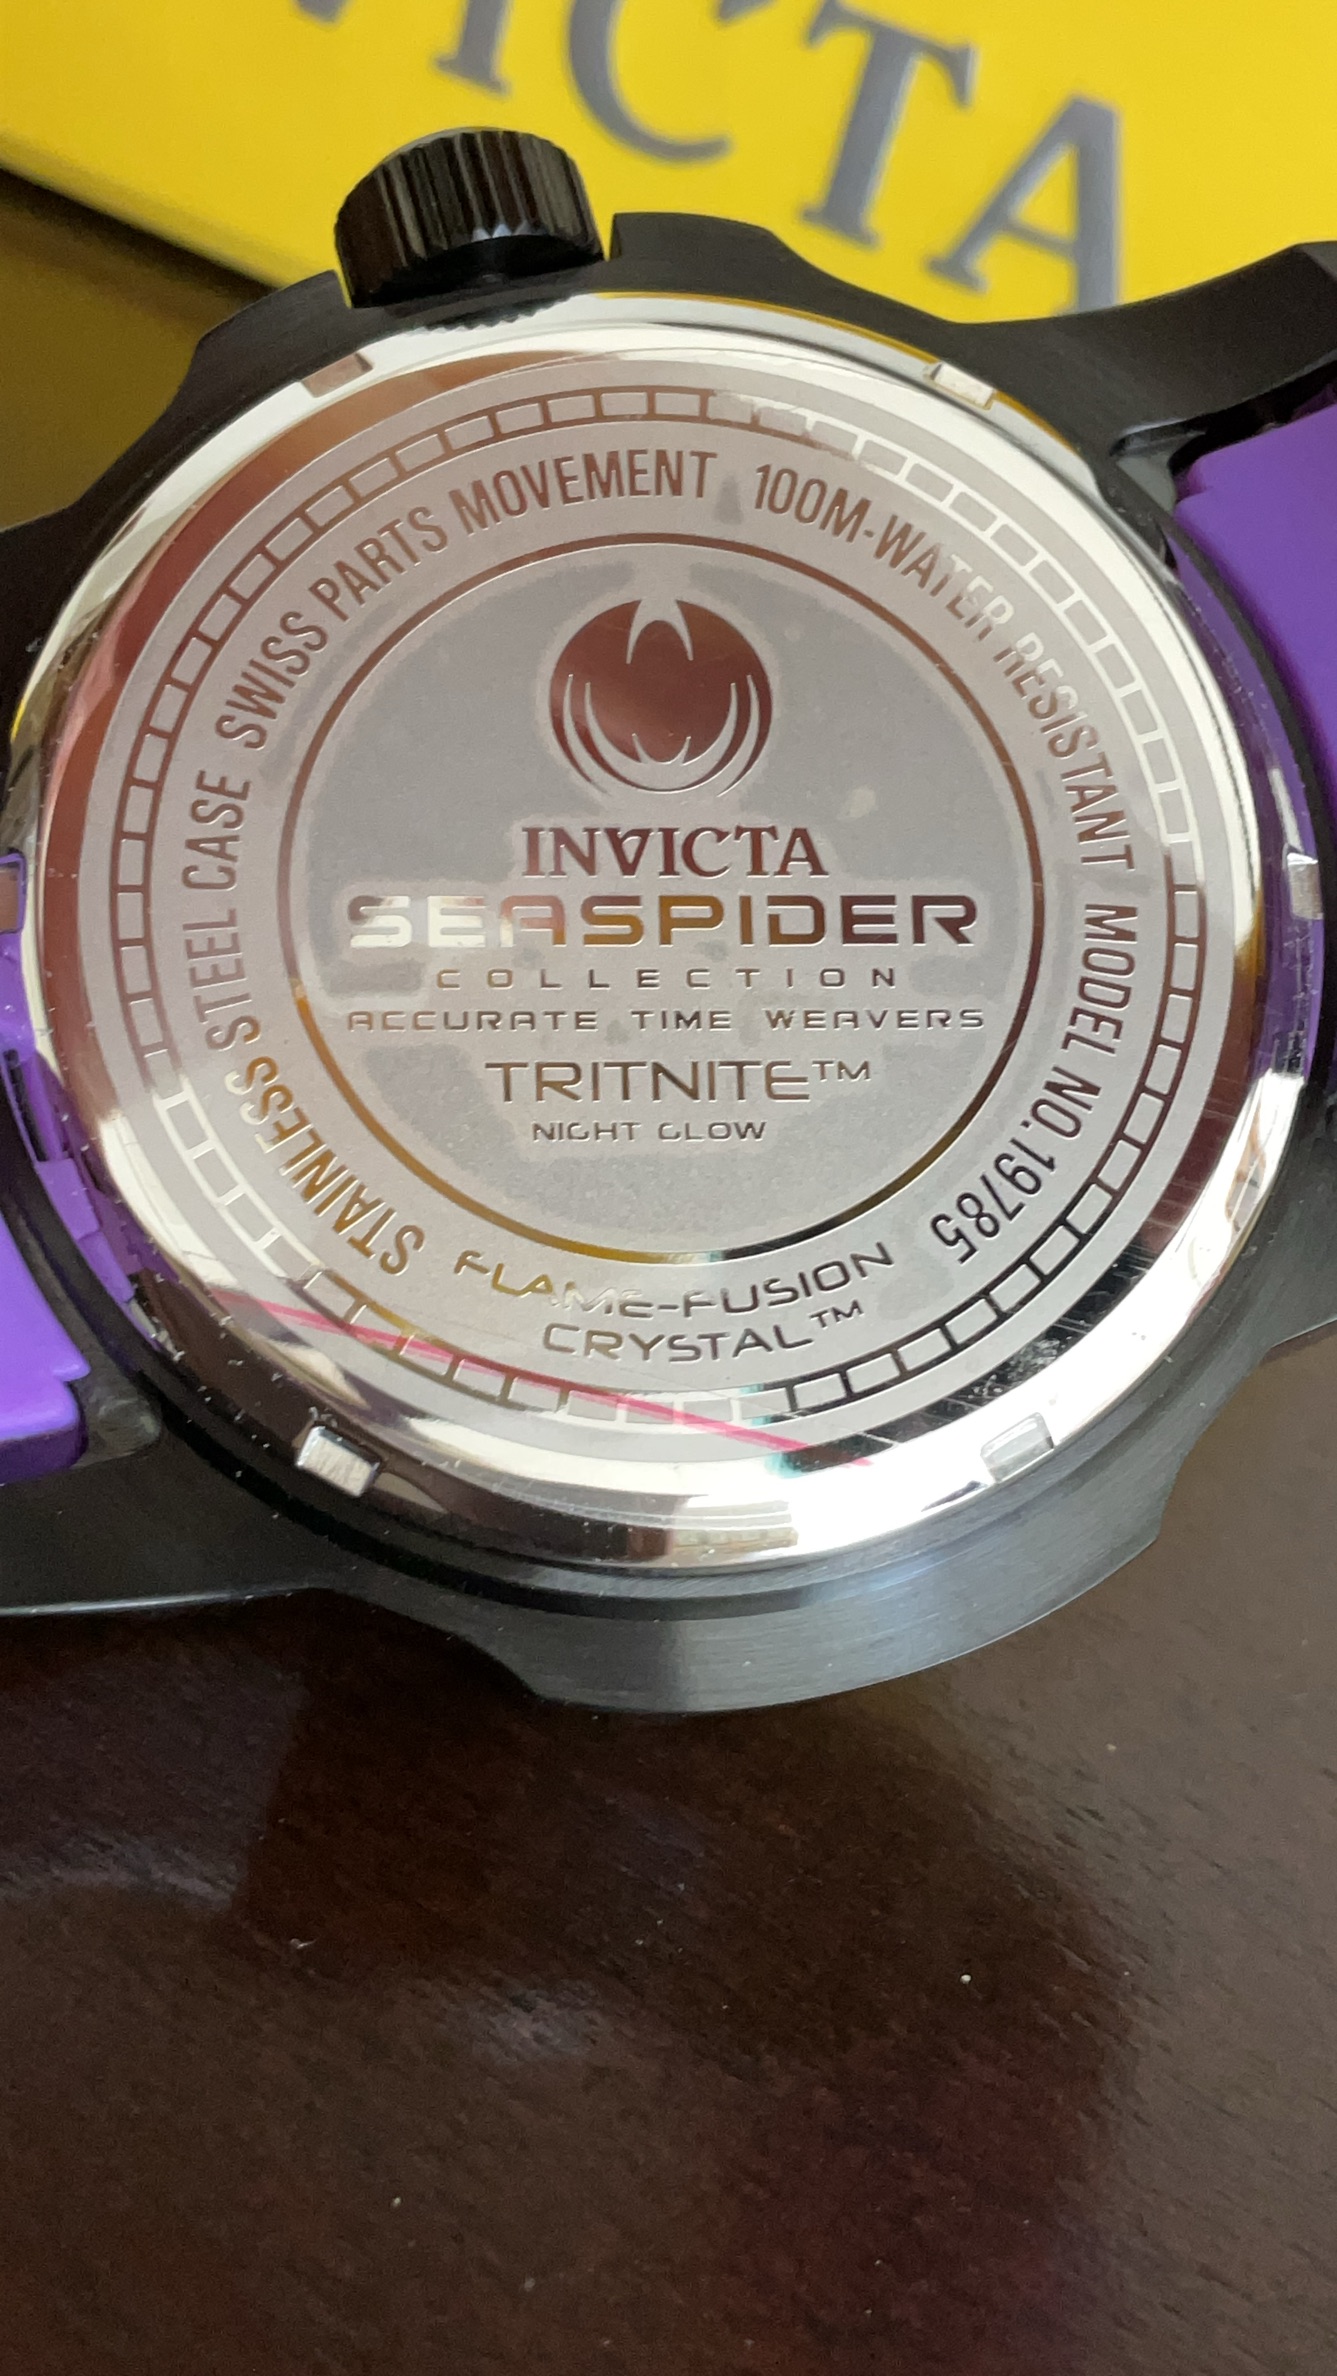 VICTA
STAINLESS STEEL CASE SWISS PARTS MOVEMENT 100M-WATER RESISTANT MODEL NO.19785
INVICTA
SEASPIDER
COLLECTION
ACCURATE TIME WEAVERS
TRITNITE™
NIGHT GLOW
FLAME-FUSION
CRYSTAL™